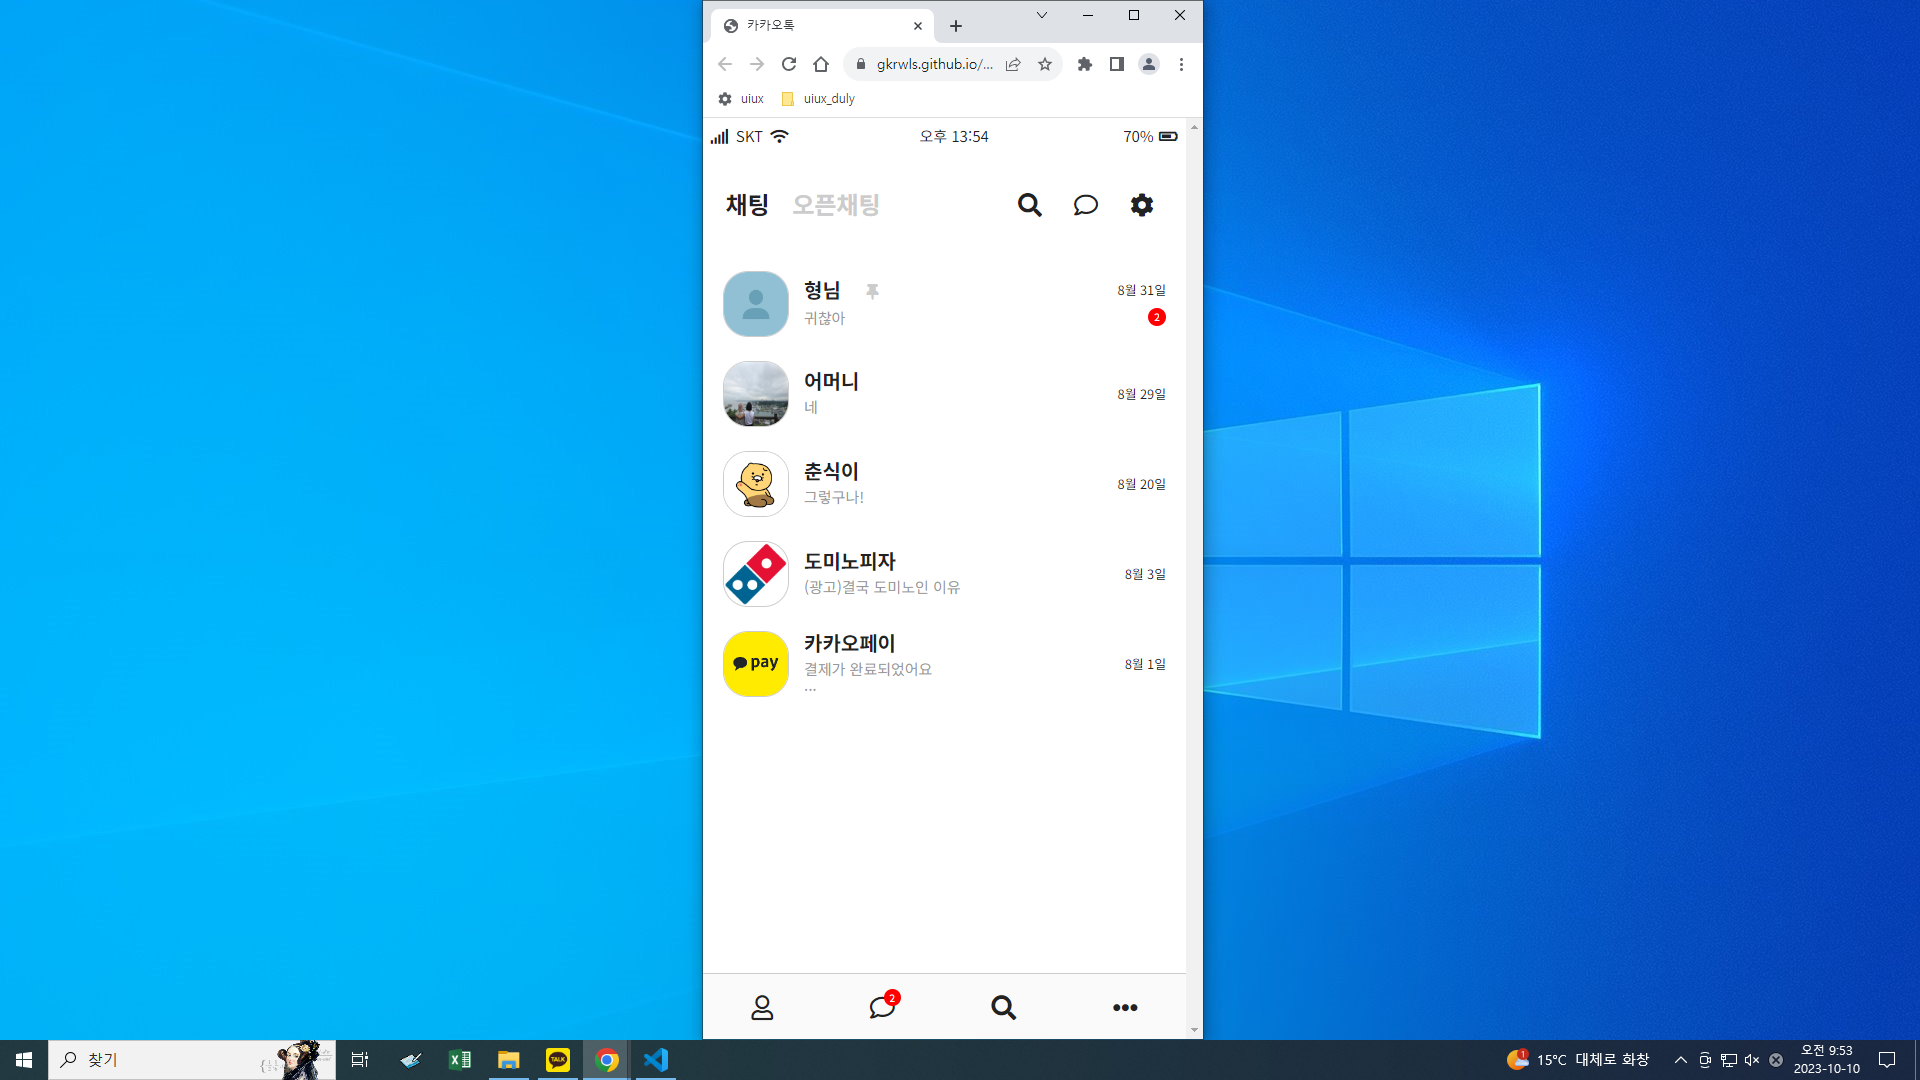 카카오톡
gkrwls.github.io/...
uiux
uiux_duly
SKT
오후 13:54
70%
채팅
오픈채팅
형님
8월 31일
귀찮아
2
어머니
네
8월 29일
춘식이
그렇구나!
8월 20일
도미노피자
(광고)결국 도미노인 이유
8월 3일
pay
카카오페이
결제가 완료되었어요
...
8월 1일
2
찾기
TALK
1
15°C 대체로 화창
오전 9:53
2023-10-10